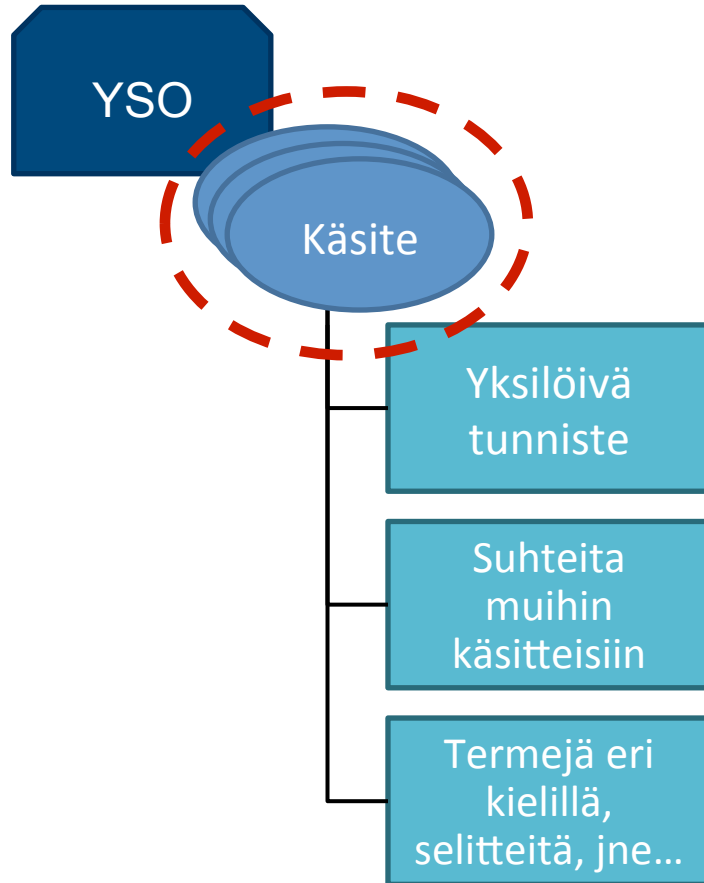 YSO
Käsite
Yksilöivä
tunniste
Suhteita
muihin
käsitteisiin
Termejä eri
kielillä,
selitteitä, jne…